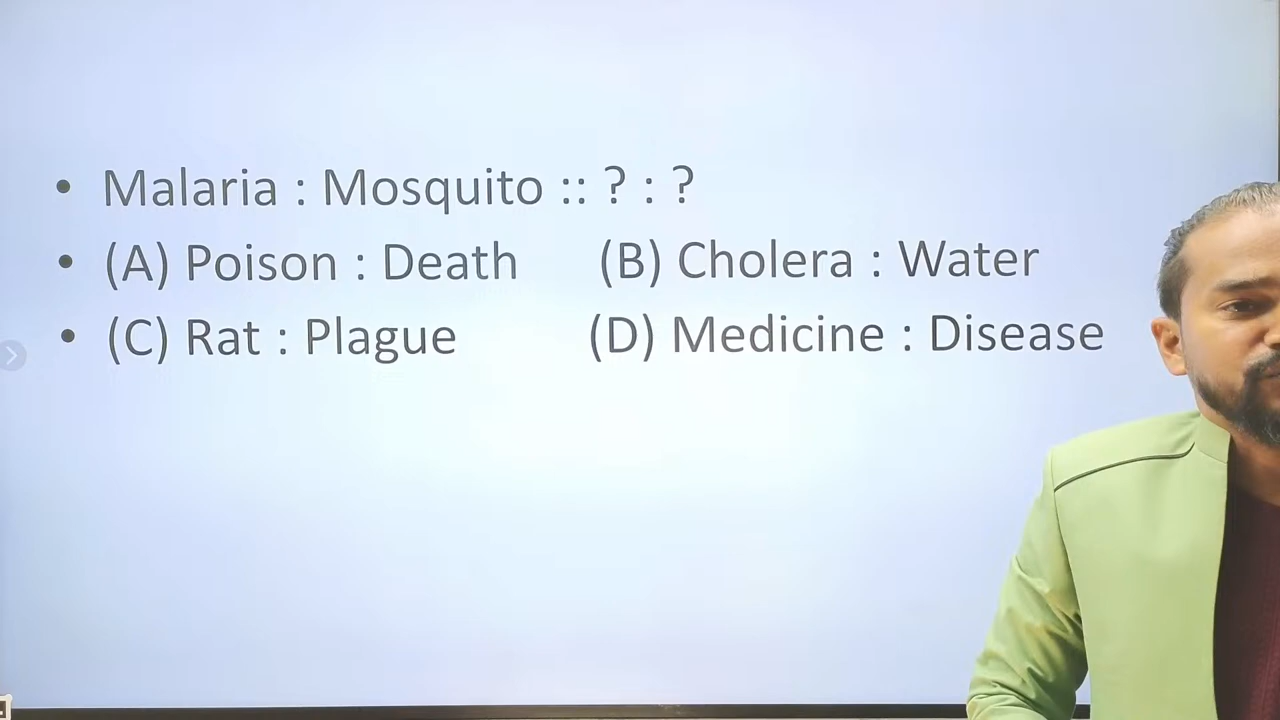 • Malaria : Mosquito :: ? : ?
• (A) Poison : Death (B) Cholera : Water
• (C) Rat : Plague (D) Medicine : Disease